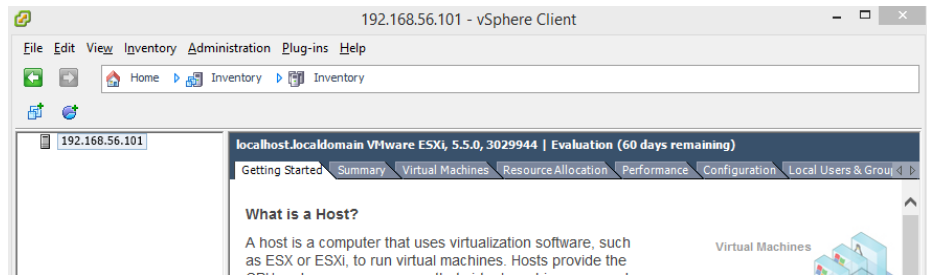 192.168.56.101 - vSphere Client
File Edit View Inventory Administration Plug-ins Help
Home Inventory Inventory
192.168.56.101
localhost.localdomain VMware ESXi, 5.5.0, 3029944 | Evaluation (60 days remaining)
Getting Started Summary Virtual Machines Resource Allocation Performance Configuration Local Users & Grou
What is a Host?
A host is a computer that uses virtualization software, such
as ESX or ESXi, to run virtual machines. Hosts provide the
Virtual Machines